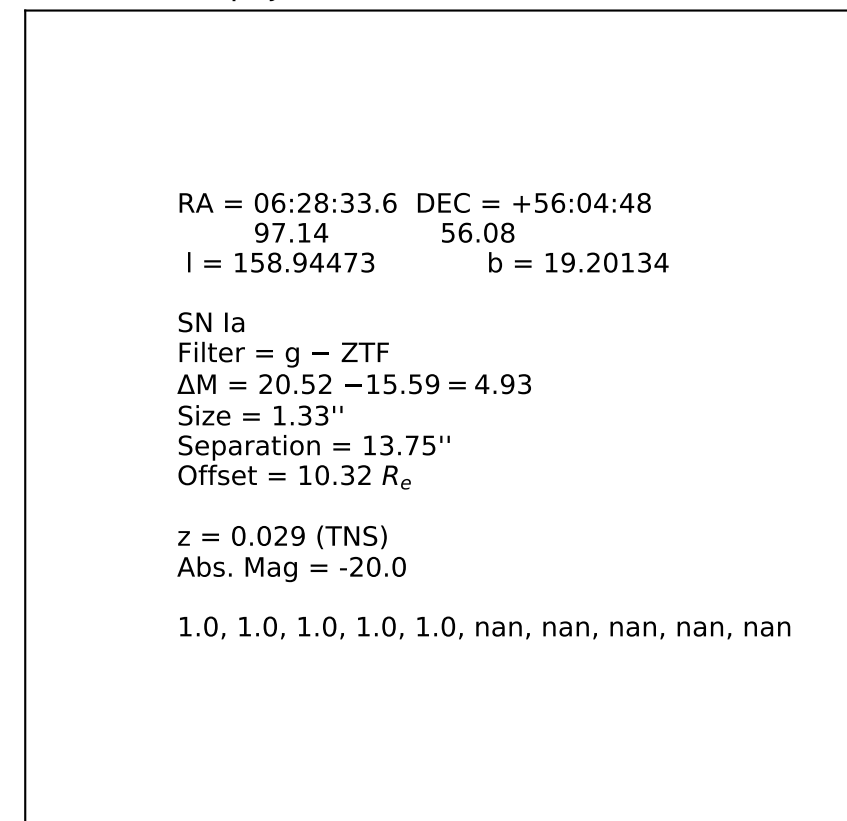 RA = 06:28:33.6 DEC = +56:04:48
97.14 56.08
l = 158.94473 b = 19.20134
SN Ia
Filter = g − ZTF
ΔM = 20.52 −15.59 = 4.93
Size = 1.33''
Separation = 13.75''
Offset = 10.32 Rₑ
z = 0.029 (TNS)
Abs. Mag = -20.0
1.0, 1.0, 1.0, 1.0, 1.0, nan, nan, nan, nan, nan